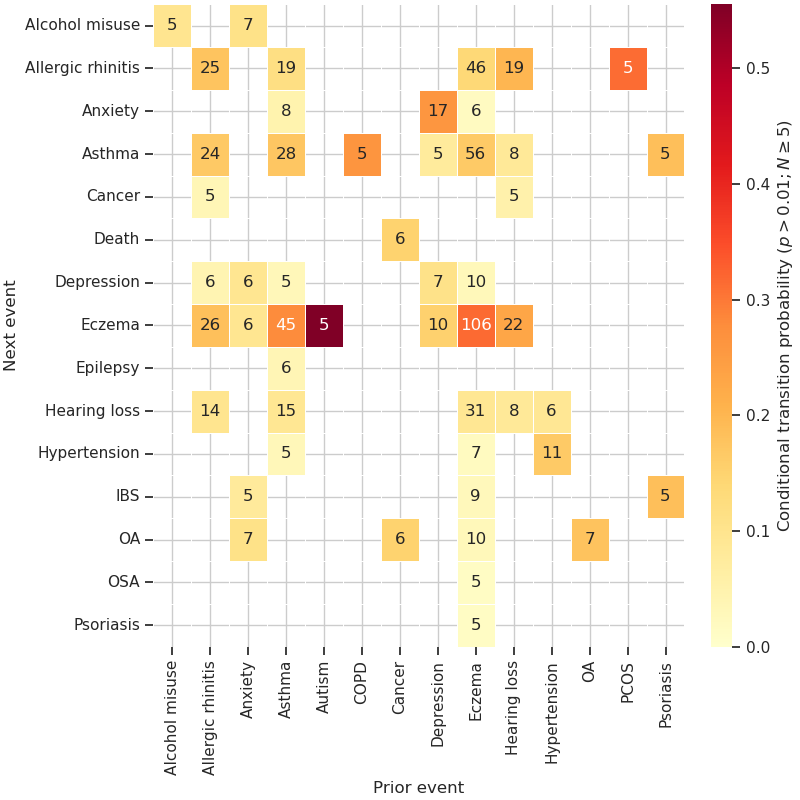 Alcohol misuse 5 7
Allergic rhinitis 25 19 46 19 5
Anxiety 8 17 6
Asthma 24 28 5 5 56 8 5
Cancer 5 5
Death 6
Depression 6 6 5 7 10
Eczema 26 6 45 5 10 106 22
Epilepsy 6
Hearing loss 14 15 31 8 6
Hypertension 5 7 11
IBS 5 9 5
OA 7 6 10 7
OSA 5
Psoriasis 5
Next event
Alcohol misuse
Allergic rhinitis
Anxiety
Asthma
Autism
COPD
Cancer
Depression
Eczema
Hearing loss
Hypertension
OA
PCOS
Psoriasis
Prior event
0.5
0.4
0.3
0.2
0.1
0.0
Conditional transition probability (p > 0.01; N ≥ 5)